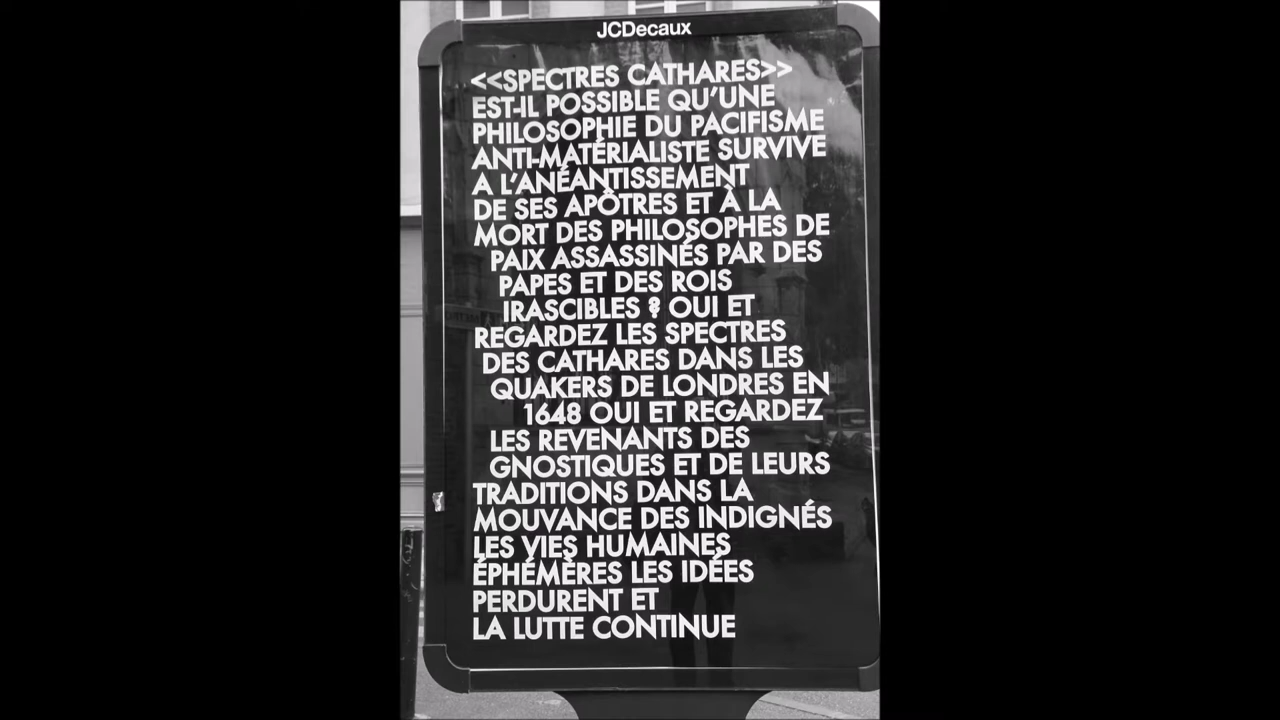 JCDecaux
<<SPECTRES CATHARES>>
EST-IL POSSIBLE QU'UNE
PHILOSOPHIE DU PACIFISME
ANTI-MATÉRIALISTE SURVIVE
A L'ANÉANTISSEMENT
DE SES APÔTRES ET À LA
MORT DES PHILOSOPHES DE
PAIX ASSASSINÉS PAR DES
PAPES ET DES ROIS
IRASCIBLES ? OUI ET
REGARDEZ LES SPECTRES
DES CATHARES DANS LES
QUAKERS DE LONDRES EN
1648 OUI ET REGARDEZ
LES REVENANTS DES
GNOSTIQUES ET DE LEURS
TRADITIONS DANS LA
MOUVANCE DES INDIGNÉS
LES VIES HUMAINES
ÉPHÉMÈRES LES IDÉES
PERDURENT ET
LA LUTTE CONTINUE